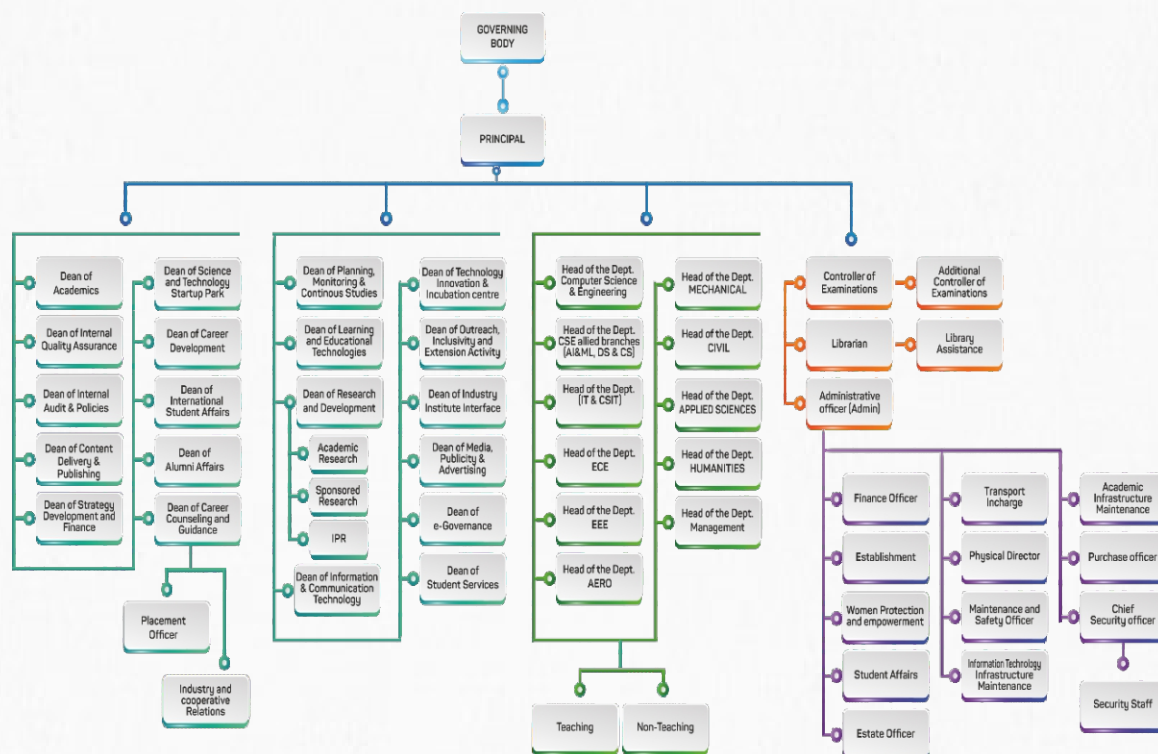 GOVERNING
BODY
PRINCIPAL
Dean of
Academics
Dean of Internal
Quality Assurance
Dean of Internal
Audit & Policies
Dean of Content
Delivery &
Publishing
Dean of Strategy
Development and
Finance
Dean of Science
and Technology
Startup Park
Dean of Career
Development
Dean of
International
Student Affairs
Dean of
Alumni Affairs
Dean of Career
Counseling and
Guidance
Placement
Officer
Industry and
cooperative
Relations
Dean of Planning,
Monitoring &
Continous Studies
Dean of Learning
and Educational
Technologies
Dean of Research
and Development
Academic
Research
Sponsored
Research
IPR
Dean of Information
& Communication
Technology
Dean of Technology
Innovation &
Incubation centre
Dean of Outreach,
Inclusivity and
Extension Activity
Dean of Industry
Institute Interface
Dean of Media,
Publicity &
Advertising
Dean of
e-Governance
Dean of
Student Services
Head of the Dept.
Computer Science
& Engineering
Head of the Dept.
CSE allied branches
(AI&ML, DS & CS)
Head of the Dept.
(IT & CSIT)
Head of the Dept.
ECE
Head of the Dept.
EEE
Head of the Dept.
AERO
Head of the Dept.
MECHANICAL
Head of the Dept.
CIVIL
Head of the Dept.
APPLIED SCIENCES
Head of the Dept.
HUMANITIES
Head of the Dept.
Management
Teaching
Non-Teaching
Controller of
Examinations
Additional
Controller of
Examinations
Librarian
Library
Assistance
Administrative
officer (Admin)
Finance Officer
Establishment
Women Protection
and empowerment
Student Affairs
Estate Officer
Transport
Incharge
Physical Director
Maintenance and
Safety Officer
Information Technology
Infrastructure
Maintenance
Academic
Infrastructure
Maintenance
Purchase officer
Chief
Security officer
Security Staff